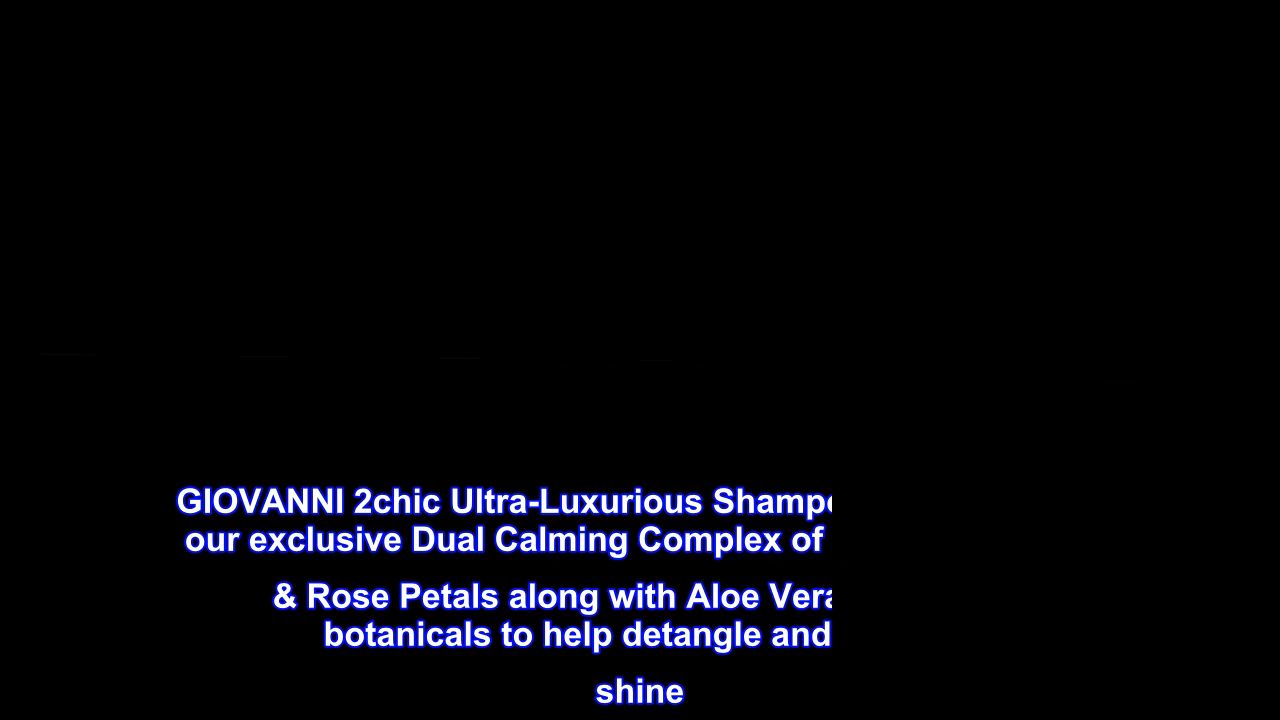 GIOVANNI 2chic Ultra-Luxurious
our exclusive Dual Calming Complex of
& Rose Petals along with Aloe Vera
botanicals to help detangle and
shine